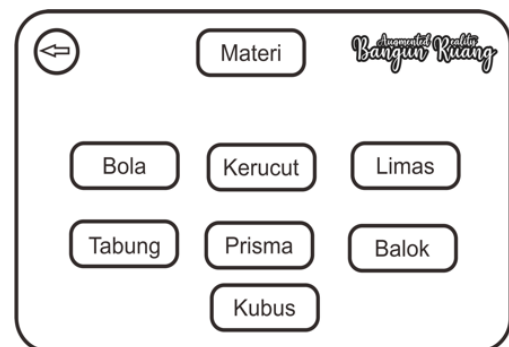 Materi
Augmented Reality
Bangun Ruang
Bola
Kerucut
Limas
Tabung
Prisma
Balok
Kubus